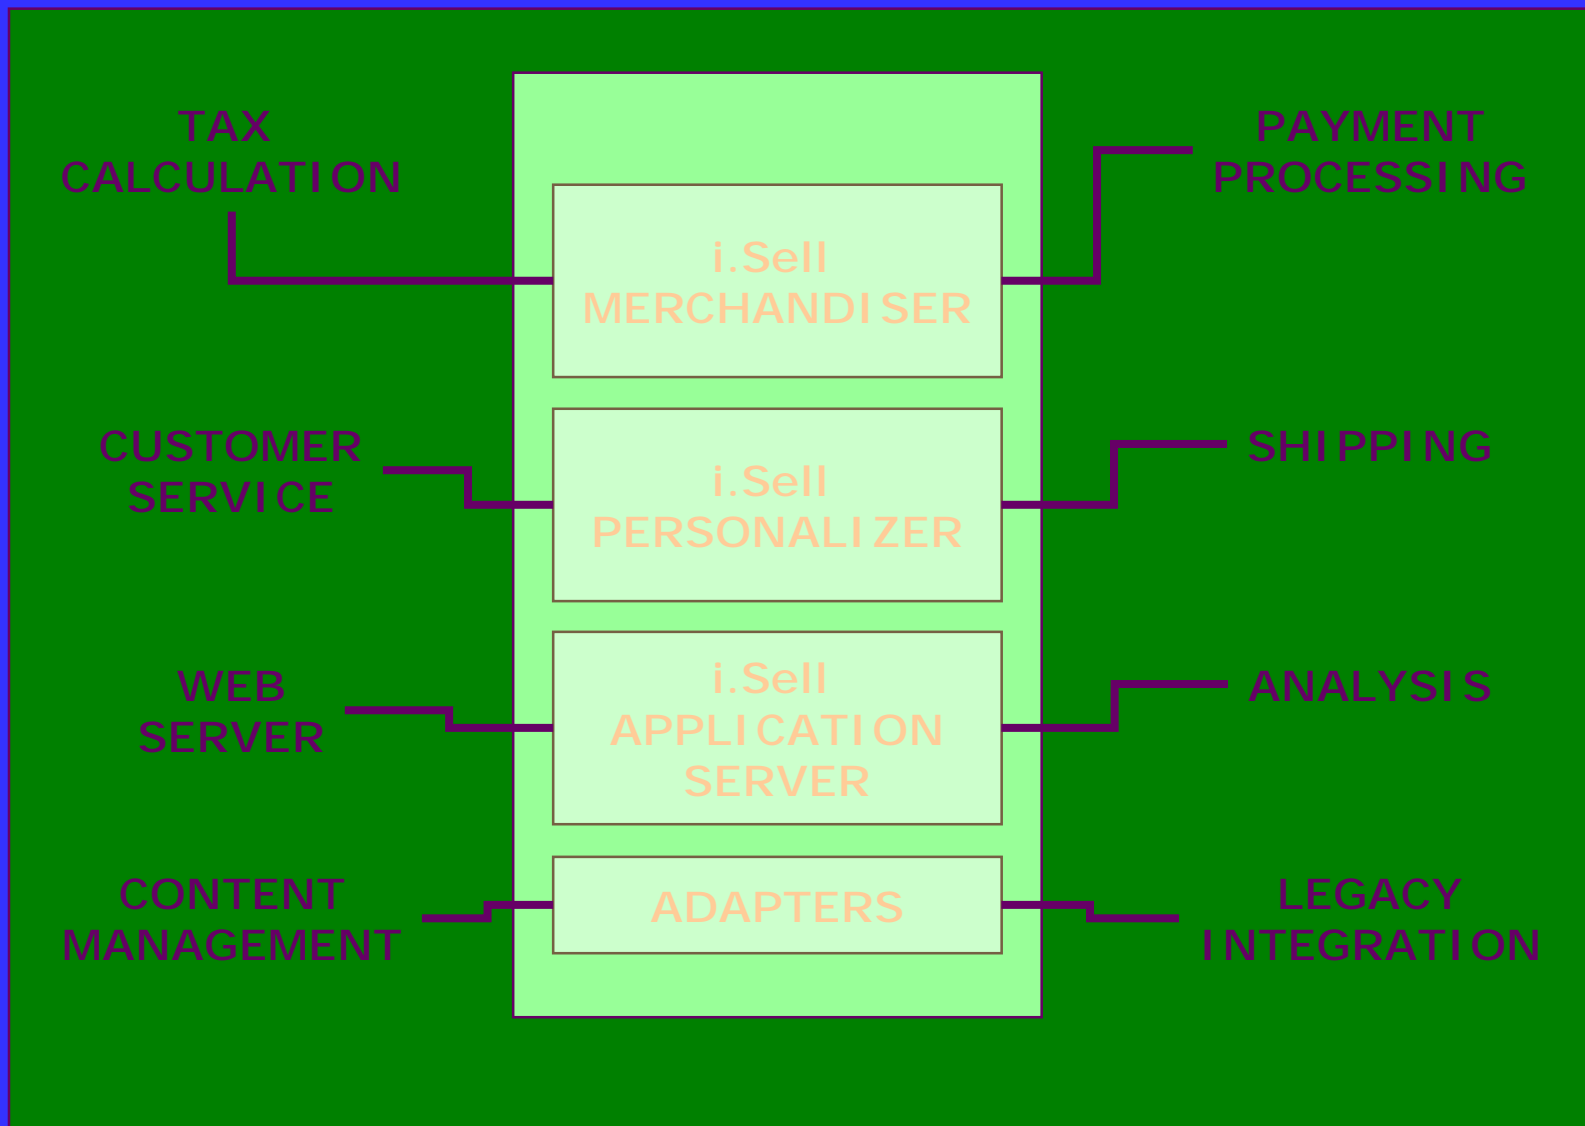 TAX
CALCULATION
PAYMENT
PROCESSING
i.Sell
MERCHANDISER
CUSTOMER
SERVICE
i.Sell
PERSONALIZER
SHIPPING
WEB
SERVER
i.Sell
APPLICATION
SERVER
ANALYSIS
CONTENT
MANAGEMENT
ADAPTERS
LEGACY
INTEGRATION